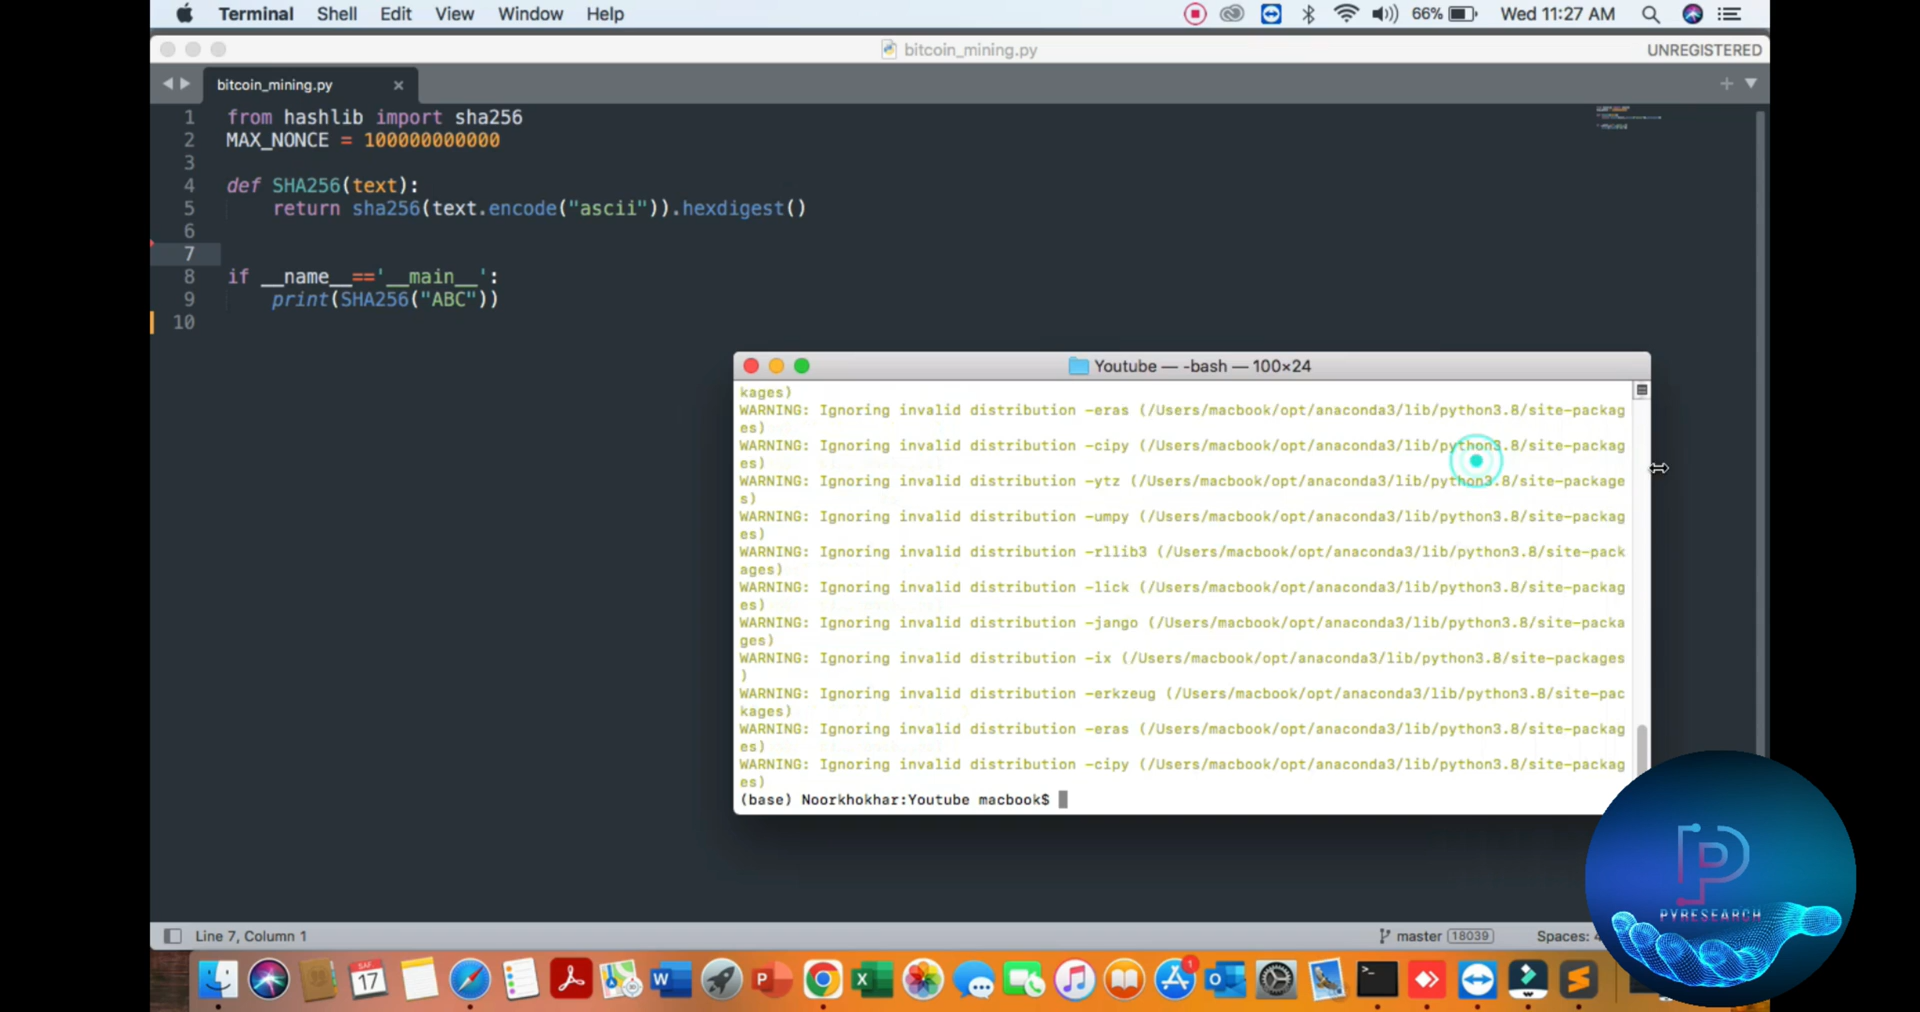 Terminal Shell Edit View Window Help 66% Wed 11:27 AM
bitcoin_mining.py UNREGISTERED
bitcoin_mining.py
1 from hashlib import sha256
2 MAX_NONCE = 100000000000
3
4 def SHA256(text):
5 return sha256(text.encode("ascii")).hexdigest()
6
7
8 if __name__=='__main__':
9 print(SHA256("ABC"))
10
Youtube — -bash — 100×24
kages)
WARNING: Ignoring invalid distribution -eras (/Users/macbook/opt/anaconda3/lib/python3.8/site-packag
es)
WARNING: Ignoring invalid distribution -cipy (/Users/macbook/opt/anaconda3/lib/python3.8/site-packag
es)
WARNING: Ignoring invalid distribution -ytz (/Users/macbook/opt/anaconda3/lib/python3.8/site-package
s)
WARNING: Ignoring invalid distribution -umpy (/Users/macbook/opt/anaconda3/lib/python3.8/site-packag
es)
WARNING: Ignoring invalid distribution -rllib3 (/Users/macbook/opt/anaconda3/lib/python3.8/site-pack
ages)
WARNING: Ignoring invalid distribution -lick (/Users/macbook/opt/anaconda3/lib/python3.8/site-packag
es)
WARNING: Ignoring invalid distribution -jango (/Users/macbook/opt/anaconda3/lib/python3.8/site-packa
ges)
WARNING: Ignoring invalid distribution -ix (/Users/macbook/opt/anaconda3/lib/python3.8/site-packages
)
WARNING: Ignoring invalid distribution -erkzeug (/Users/macbook/opt/anaconda3/lib/python3.8/site-pac
kages)
WARNING: Ignoring invalid distribution -eras (/Users/macbook/opt/anaconda3/lib/python3.8/site-packag
es)
WARNING: Ignoring invalid distribution -cipy (/Users/macbook/opt/anaconda3/lib/python3.8/site-packag
es)
(base) Noorkhokhar:Youtube macbook$
PYRESEARCH
Line 7, Column 1 master 18039 Spaces:
17
1